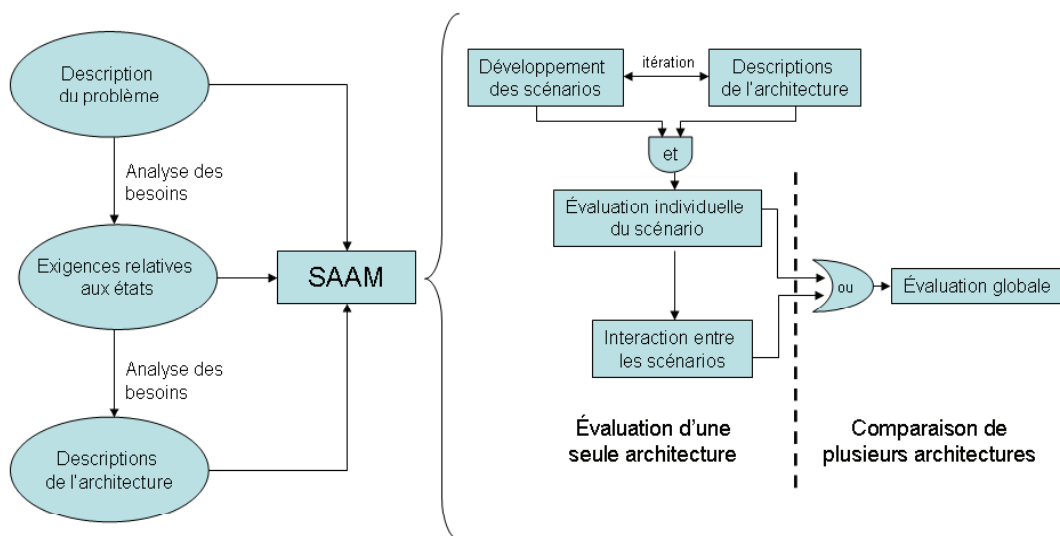 Description
du problème
Analyse des
besoins
Exigences relatives
aux états
Analyse des
besoins
Descriptions
de l'architecture
SAAM
Développement
des scénarios
itération
Descriptions
de l'architecture
et
Évaluation individuelle
du scénario
Interaction entre
les scénarios
ou
Évaluation globale
Évaluation d'une
seule architecture
Comparaison de
plusieurs architectures